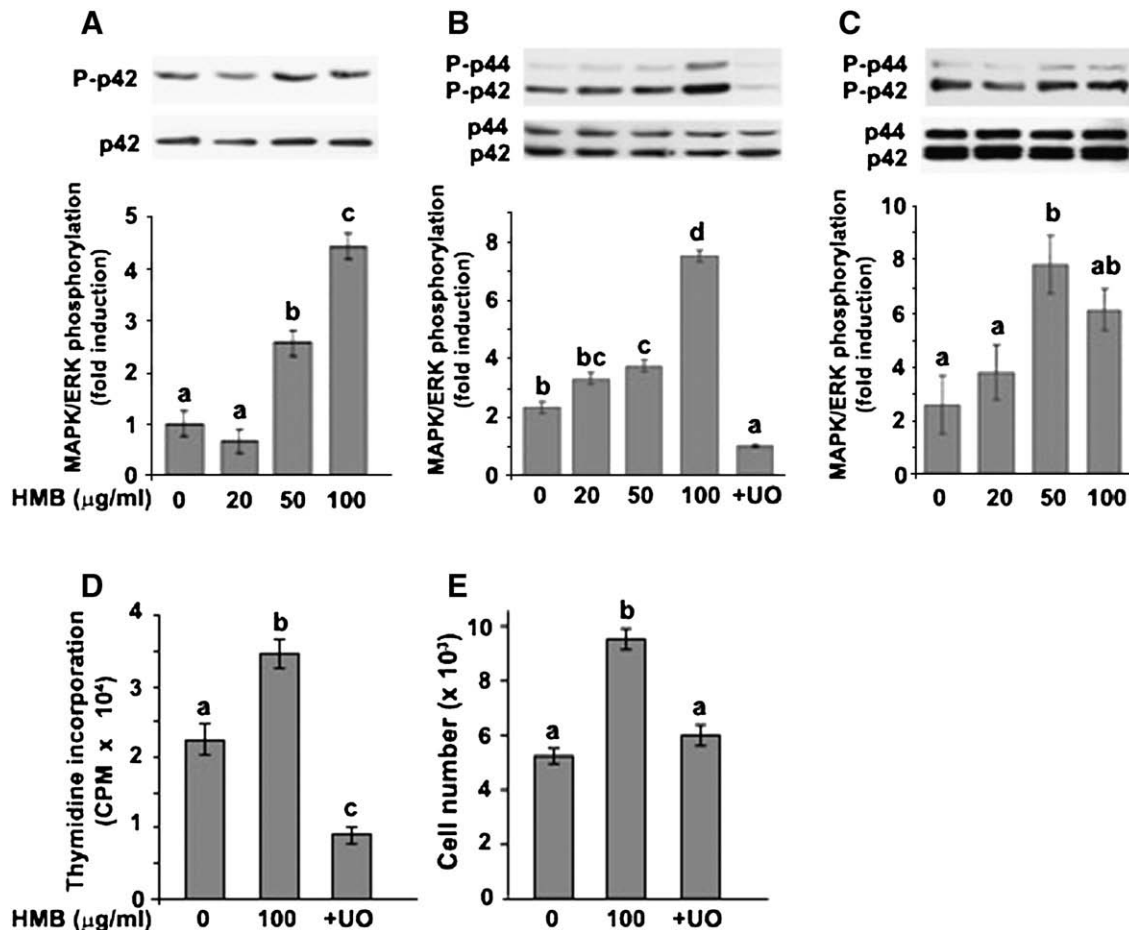 A
P-p42
p42
MAPK/ERK phosphorylation
(fold induction)
5
4
3
2
1
0
a
a
b
c
HMB (µg/ml)
0 20 50 100
B
P-p44
P-p42
p44
p42
MAPK/ERK phosphorylation
(fold induction)
8
6
4
2
0
b
bc
c
d
a
0 20 50 100 +UO
C
P-p44
P-p42
p44
p42
MAPK/ERK phosphorylation
(fold induction)
10
8
6
4
2
0
a
a
b
ab
0 20 50 100
D
Thymidine incorporation
(CPM x 10⁴)
4
3
2
1
0
a
b
c
HMB (µg/ml)
0 100 +UO
E
Cell number (x 10³)
10
8
6
4
2
0
a
b
a
0 100 +UO